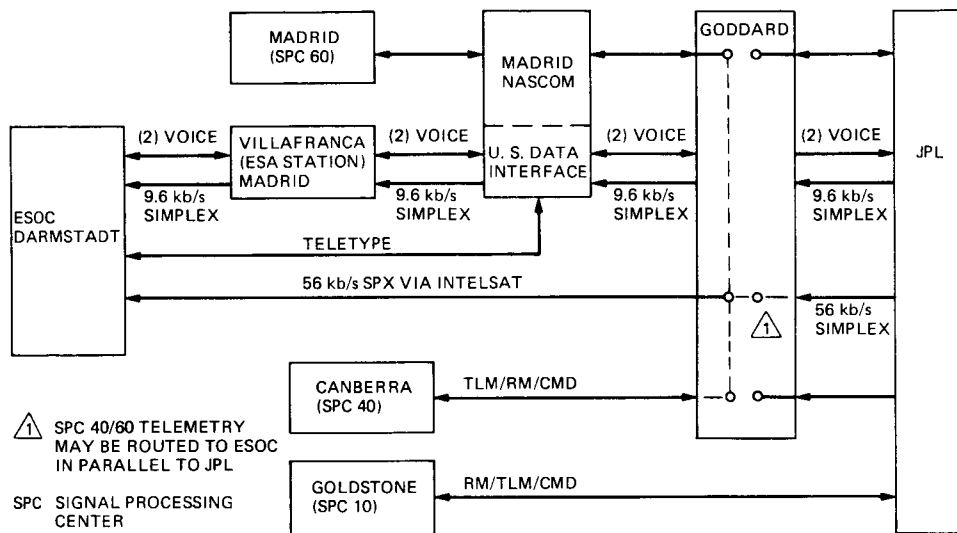 MADRID
(SPC 60)
MADRID
NASCOM
GODDARD
JPL
ESOC
DARMSTADT
(2) VOICE
9.6 kb/s
SIMPLEX
VILLAFRANCA
(ESA STATION)
MADRID
(2) VOICE
9.6 kb/s
SIMPLEX
U. S. DATA
INTERFACE
(2) VOICE
9.6 kb/s
SIMPLEX
(2) VOICE
9.6 kb/s
SIMPLEX
TELETYPE
56 kb/s SPX VIA INTELSAT
1
56 kb/s
SIMPLEX
CANBERRA
(SPC 40)
TLM/RM/CMD
GOLDSTONE
(SPC 10)
RM/TLM/CMD
1 SPC 40/60 TELEMETRY
MAY BE ROUTED TO ESOC
IN PARALLEL TO JPL
SPC SIGNAL PROCESSING
CENTER